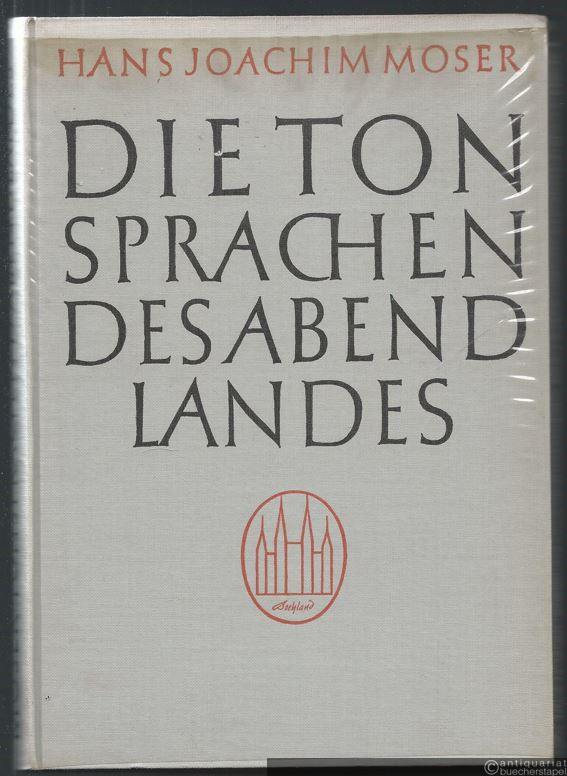 HANS JOACHIM MOSER
DIE TON
SPRACHEN
DES ABEND
LANDES
©antiquariat
buecherstapel